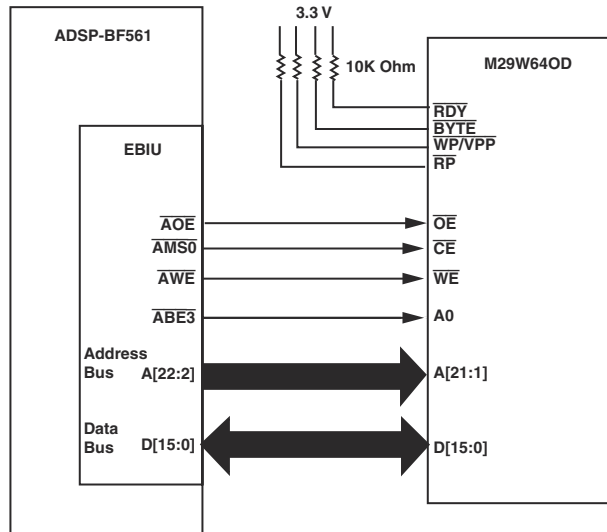 ADSP-BF561
3.3 V
10K Ohm
M29W64OD
EBIU
RDY
BYTE
WP/VPP
RP
AOE
OE
AMS0
CE
AWE
WE
ABE3
A0
Address
Bus
A[22:2]
A[21:1]
Data
Bus
D[15:0]
D[15:0]